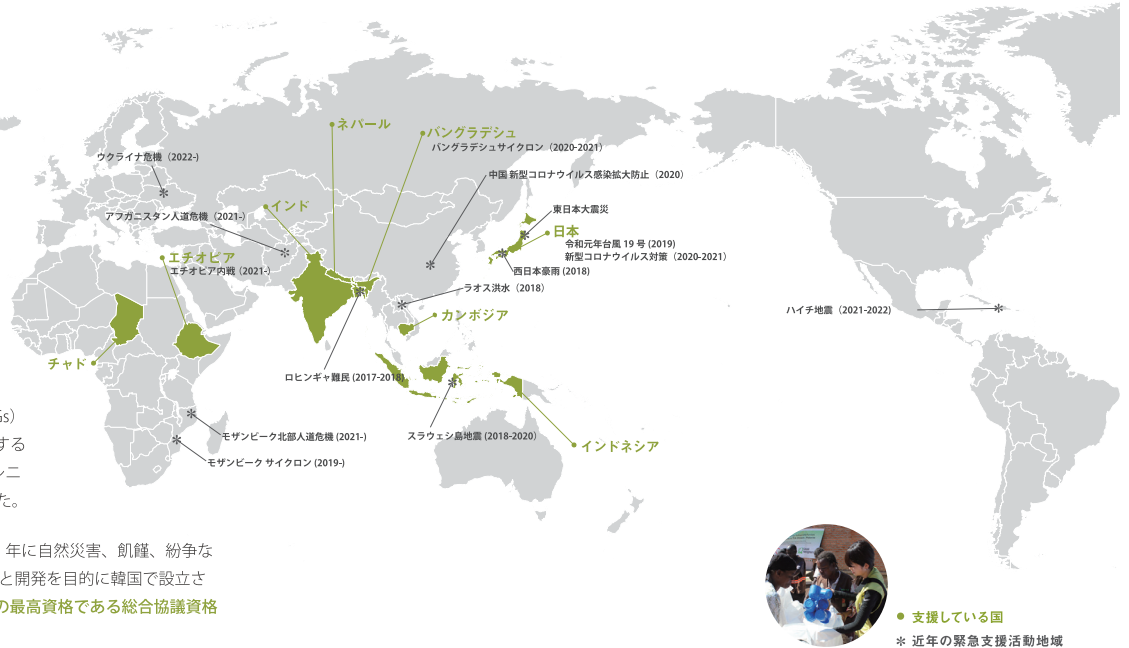 ネパール
バングラデシュ
バングラデシュサイクロン（2020-2021）
ウクライナ危機（2022-）
中国 新型コロナウイルス感染拡大防止（2020）
インド
アフガニスタン人道危機（2021-）
東日本大震災
日本
令和元年台風 19 号 (2019)
新型コロナウイルス対策（2020-2021）
エチオピア
エチオピア内戦（2021-）
西日本豪雨 (2018)
ラオス洪水（2018）
カンボジア
ハイチ地震（2021-2022）
チャド
ロヒンギャ難民 (2017-2018)
モザンビーク北部人道危機 (2021-)
スラウェシ島地震 (2018-2020)
インドネシア
モザンビーク サイクロン (2019-)
Gs）
する
ンニ
た。
年に自然災害、飢饉、紛争な
と開発を目的に韓国で設立さ
の最高資格である総合協議資格
● 支援している国
＊ 近年の緊急支援活動地域